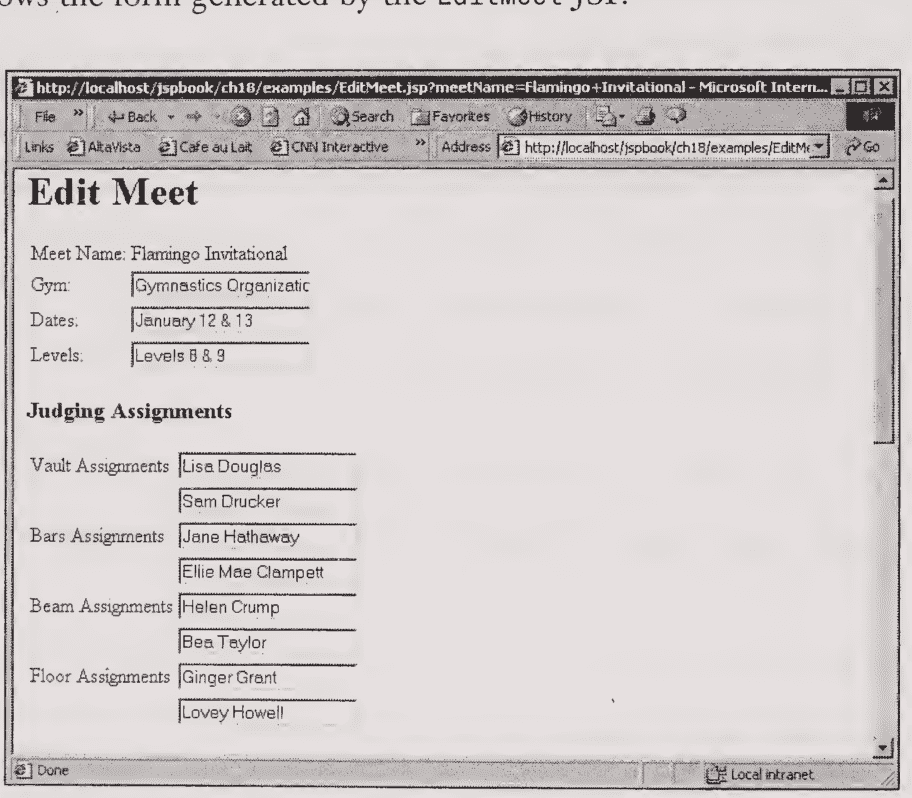 the form generated by the EditMeet JSP.
http://localhost/jspbook/ch18/examples/EditMeet.jsp?meetName=Flamingo+Invitational - Microsoft Intern...
File » Back Search Favorites History
Links AltaVista Cafe au Lait CNN Interactive » Address http://localhost/jspbook/ch18/examples/EditMe Go
Edit Meet
Meet Name: Flamingo Invitational
Gym: Gymnastics Organizatic
Dates: January 12 & 13
Levels: Levels 8 & 9
Judging Assignments
Vault Assignments Lisa Douglas
Sam Drucker
Bars Assignments Jane Hathaway
Ellie Mae Clampett
Beam Assignments Helen Crump
Bea Taylor
Floor Assignments Ginger Grant
Lovey Howell
Done Local intranet